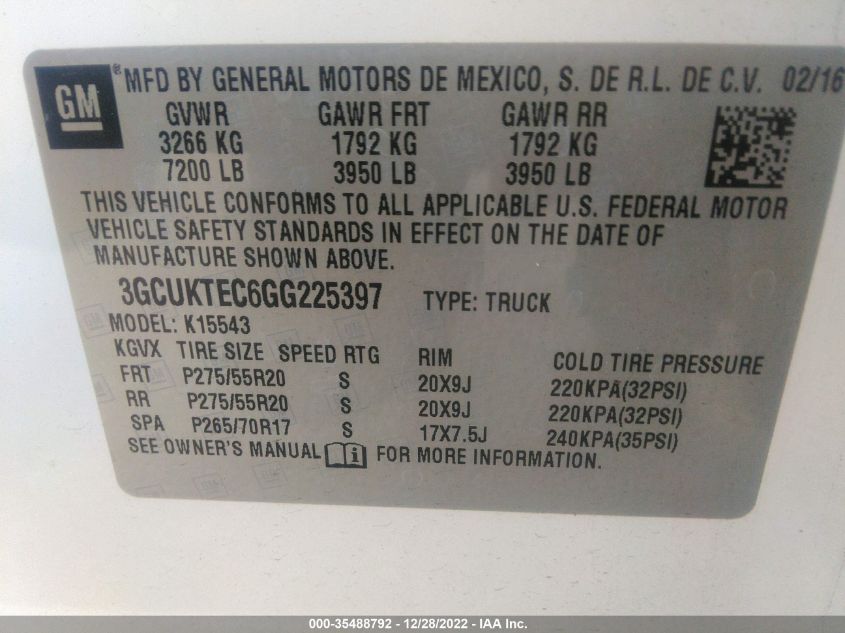 GM ® MFD BY GENERAL MOTORS DE MEXICO, S. DE R.L. DE C.V. 02/16
GVWR GAWR FRT GAWR RR
3266 KG 1792 KG 1792 KG
7200 LB 3950 LB 3950 LB
THIS VEHICLE CONFORMS TO ALL APPLICABLE U.S. FEDERAL MOTOR
VEHICLE SAFETY STANDARDS IN EFFECT ON THE DATE OF
MANUFACTURE SHOWN ABOVE.
3GCUKTEC6GG225397 TYPE: TRUCK
MODEL: K15543
KGVX TIRE SIZE SPEED RTG RIM COLD TIRE PRESSURE
FRT P275/55R20 S 20X9J 220KPA(32PSI)
RR P275/55R20 S 20X9J 220KPA(32PSI)
SPA P265/70R17 S 17X7.5J 240KPA(35PSI)
SEE OWNER'S MANUAL i FOR MORE INFORMATION.
000-35488792 - 12/28/2022 - IAA Inc.